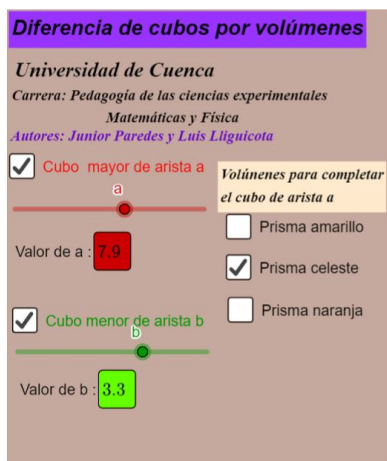 Diferencia de cubos por volúmenes
Universidad de Cuenca
Carrera: Pedagogía de las ciencias experimentales
Matemáticas y Física
Autores: Junior Paredes y Luis Lliguicota
Cubo mayor de arista a
a
Valor de a : 7.9
Cubo menor de arista b
b
Valor de b : 3.3
Volúnenes para completar
el cubo de arista a
Prisma amarillo
Prisma celeste
Prisma naranja